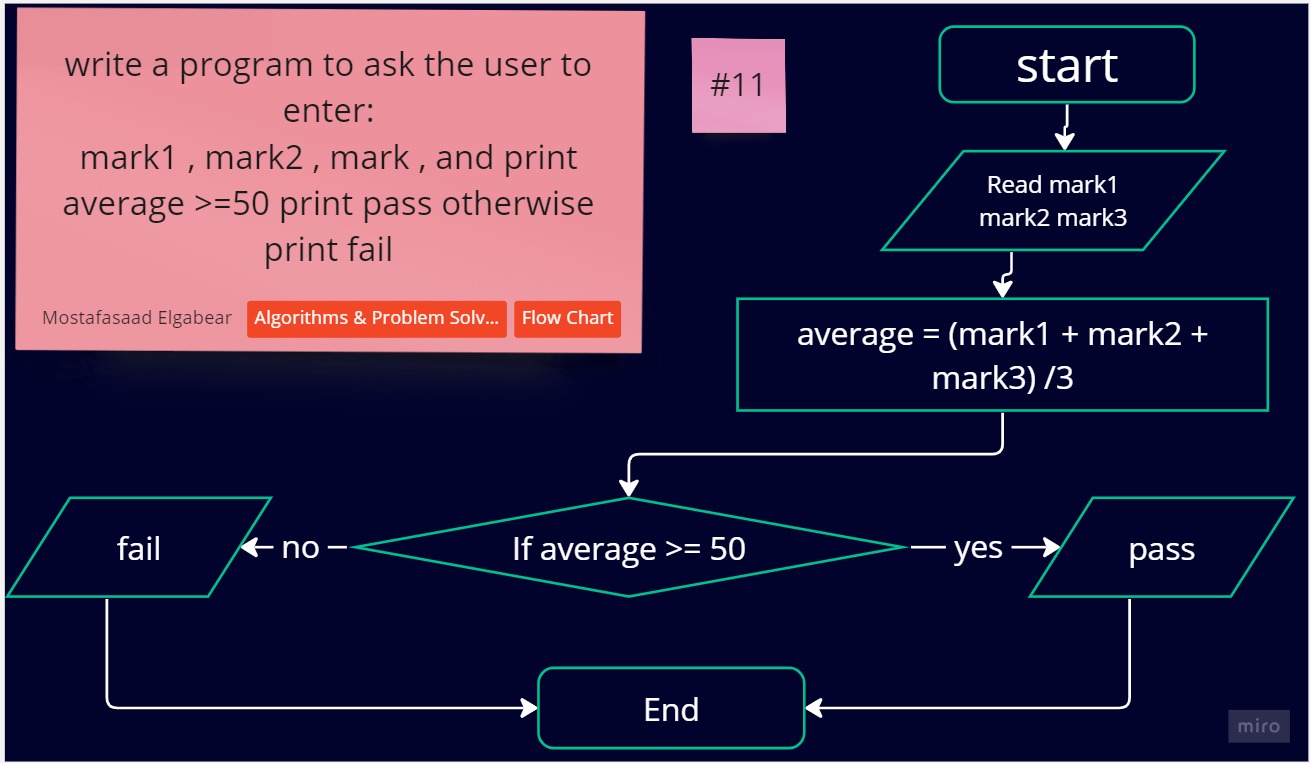 write a program to ask the user to
enter:
mark1 , mark2 , mark , and print
average >=50 print pass otherwise
print fail
Mostafasaad Elgabear
Algorithms & Problem Solv...
Flow Chart
#11
start
Read mark1
mark2 mark3
average = (mark1 + mark2 +
mark3) /3
fail
no
If average >= 50
yes
pass
End
miro